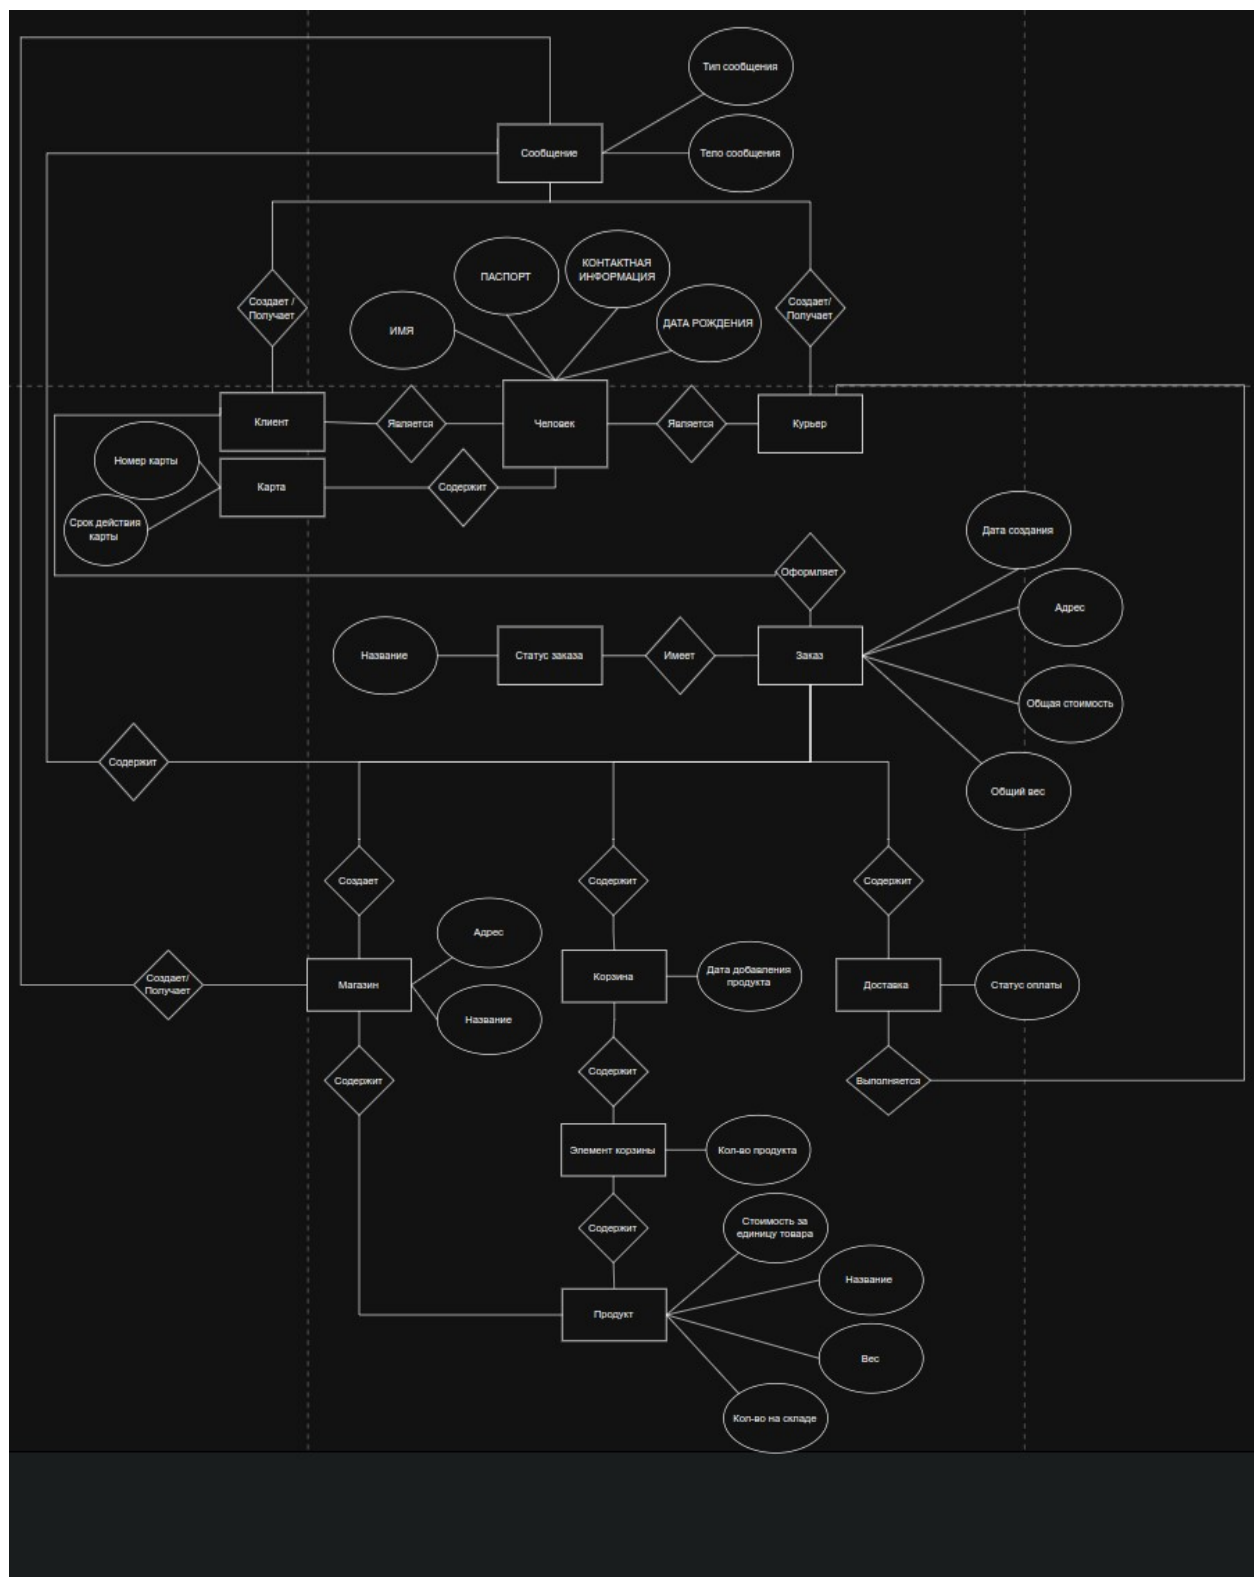 Тип сообщения
Сообщение
Тело сообщения
ПАСПОРТ
КОНТАКТНАЯ
ИНФОРМАЦИЯ
Создает /
Получает
Создает/
Получает
ИМЯ
ДАТА РОЖДЕНИЯ
Клиент
Является
Человек
Является
Курьер
Номер карты
Карта
Содержит
Срок действия
карты
Дата создания
Оформляет
Адрес
Название
Статус заказа
Имеет
Заказ
Общая стоимость
Содержит
Общий вес
Создает
Содержит
Содержит
Адрес
Создает/
Получает
Магазин
Корзина
Дата добавления
продукта
Доставка
Статус оплаты
Название
Содержит
Содержит
Выполняется
Элемент корзины
Кол-во продукта
Содержит
Стоимость за
единицу товара
Название
Продукт
Вес
Кол-во на складе